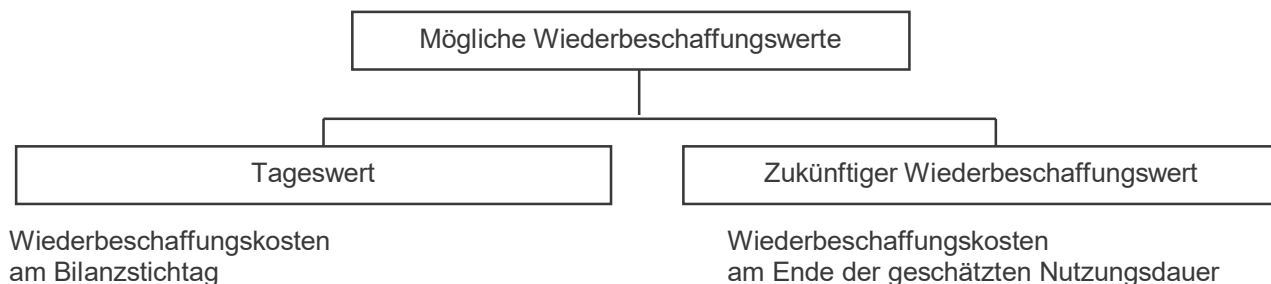 Mögliche Wiederbeschaffungswerte
Tageswert
Zukünftiger Wiederbeschaffungswert
Wiederbeschaffungskosten
am Bilanzstichtag
Wiederbeschaffungskosten
am Ende der geschätzten Nutzungsdauer